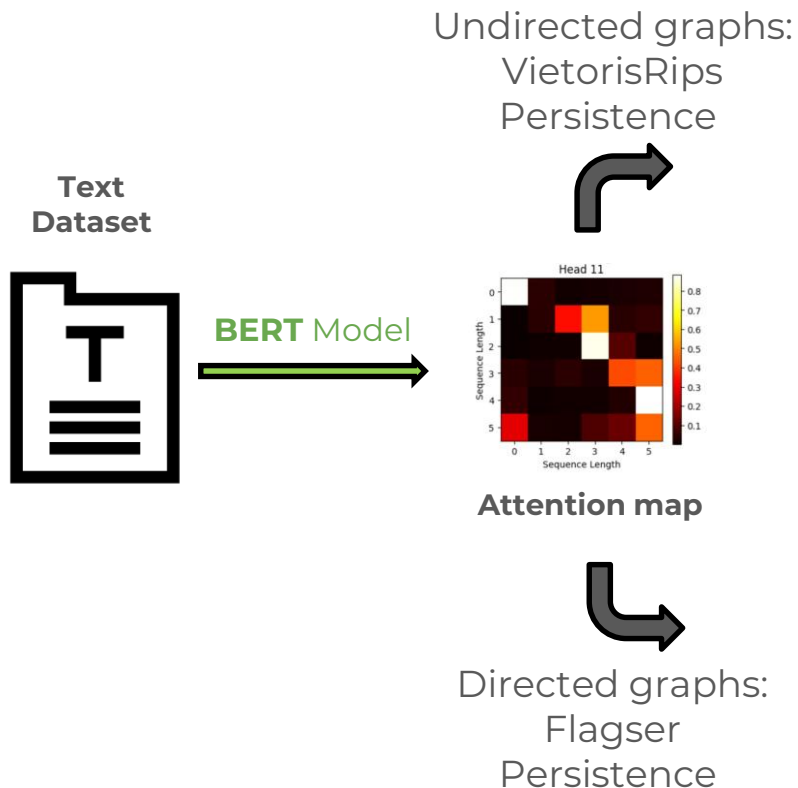 Undirected graphs:
VietorisRips
Persistence
Text
Dataset
T
BERT Model
Head 11
Sequence Length
0
1
2
3
4
5
0 1 2 3 4 5
Sequence Length
0.8
0.7
0.6
0.5
0.4
0.3
0.2
0.1
Attention map
Directed graphs:
Flagser
Persistence